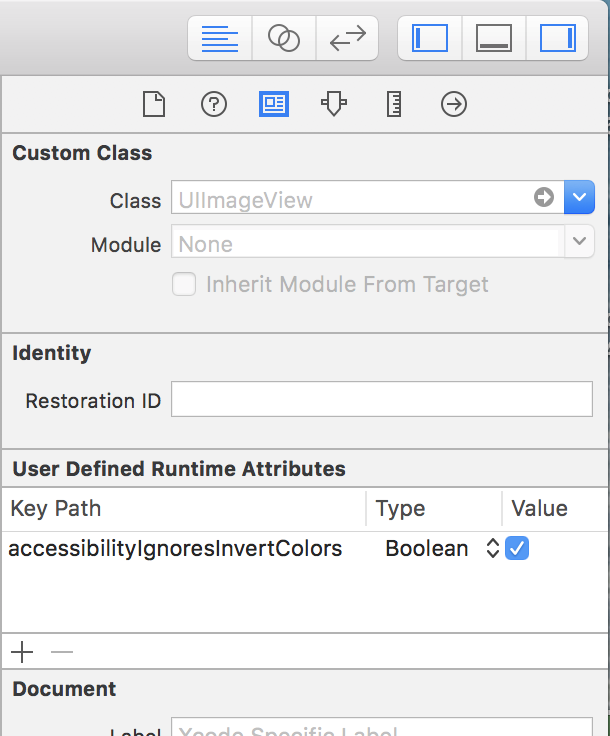 Custom Class
Class UIImageView
Module None
Inherit Module From Target
Identity
Restoration ID
User Defined Runtime Attributes
Key Path Type Value
accessibilityIgnoresInvertColors Boolean
Document
Label Xcode Specific Label